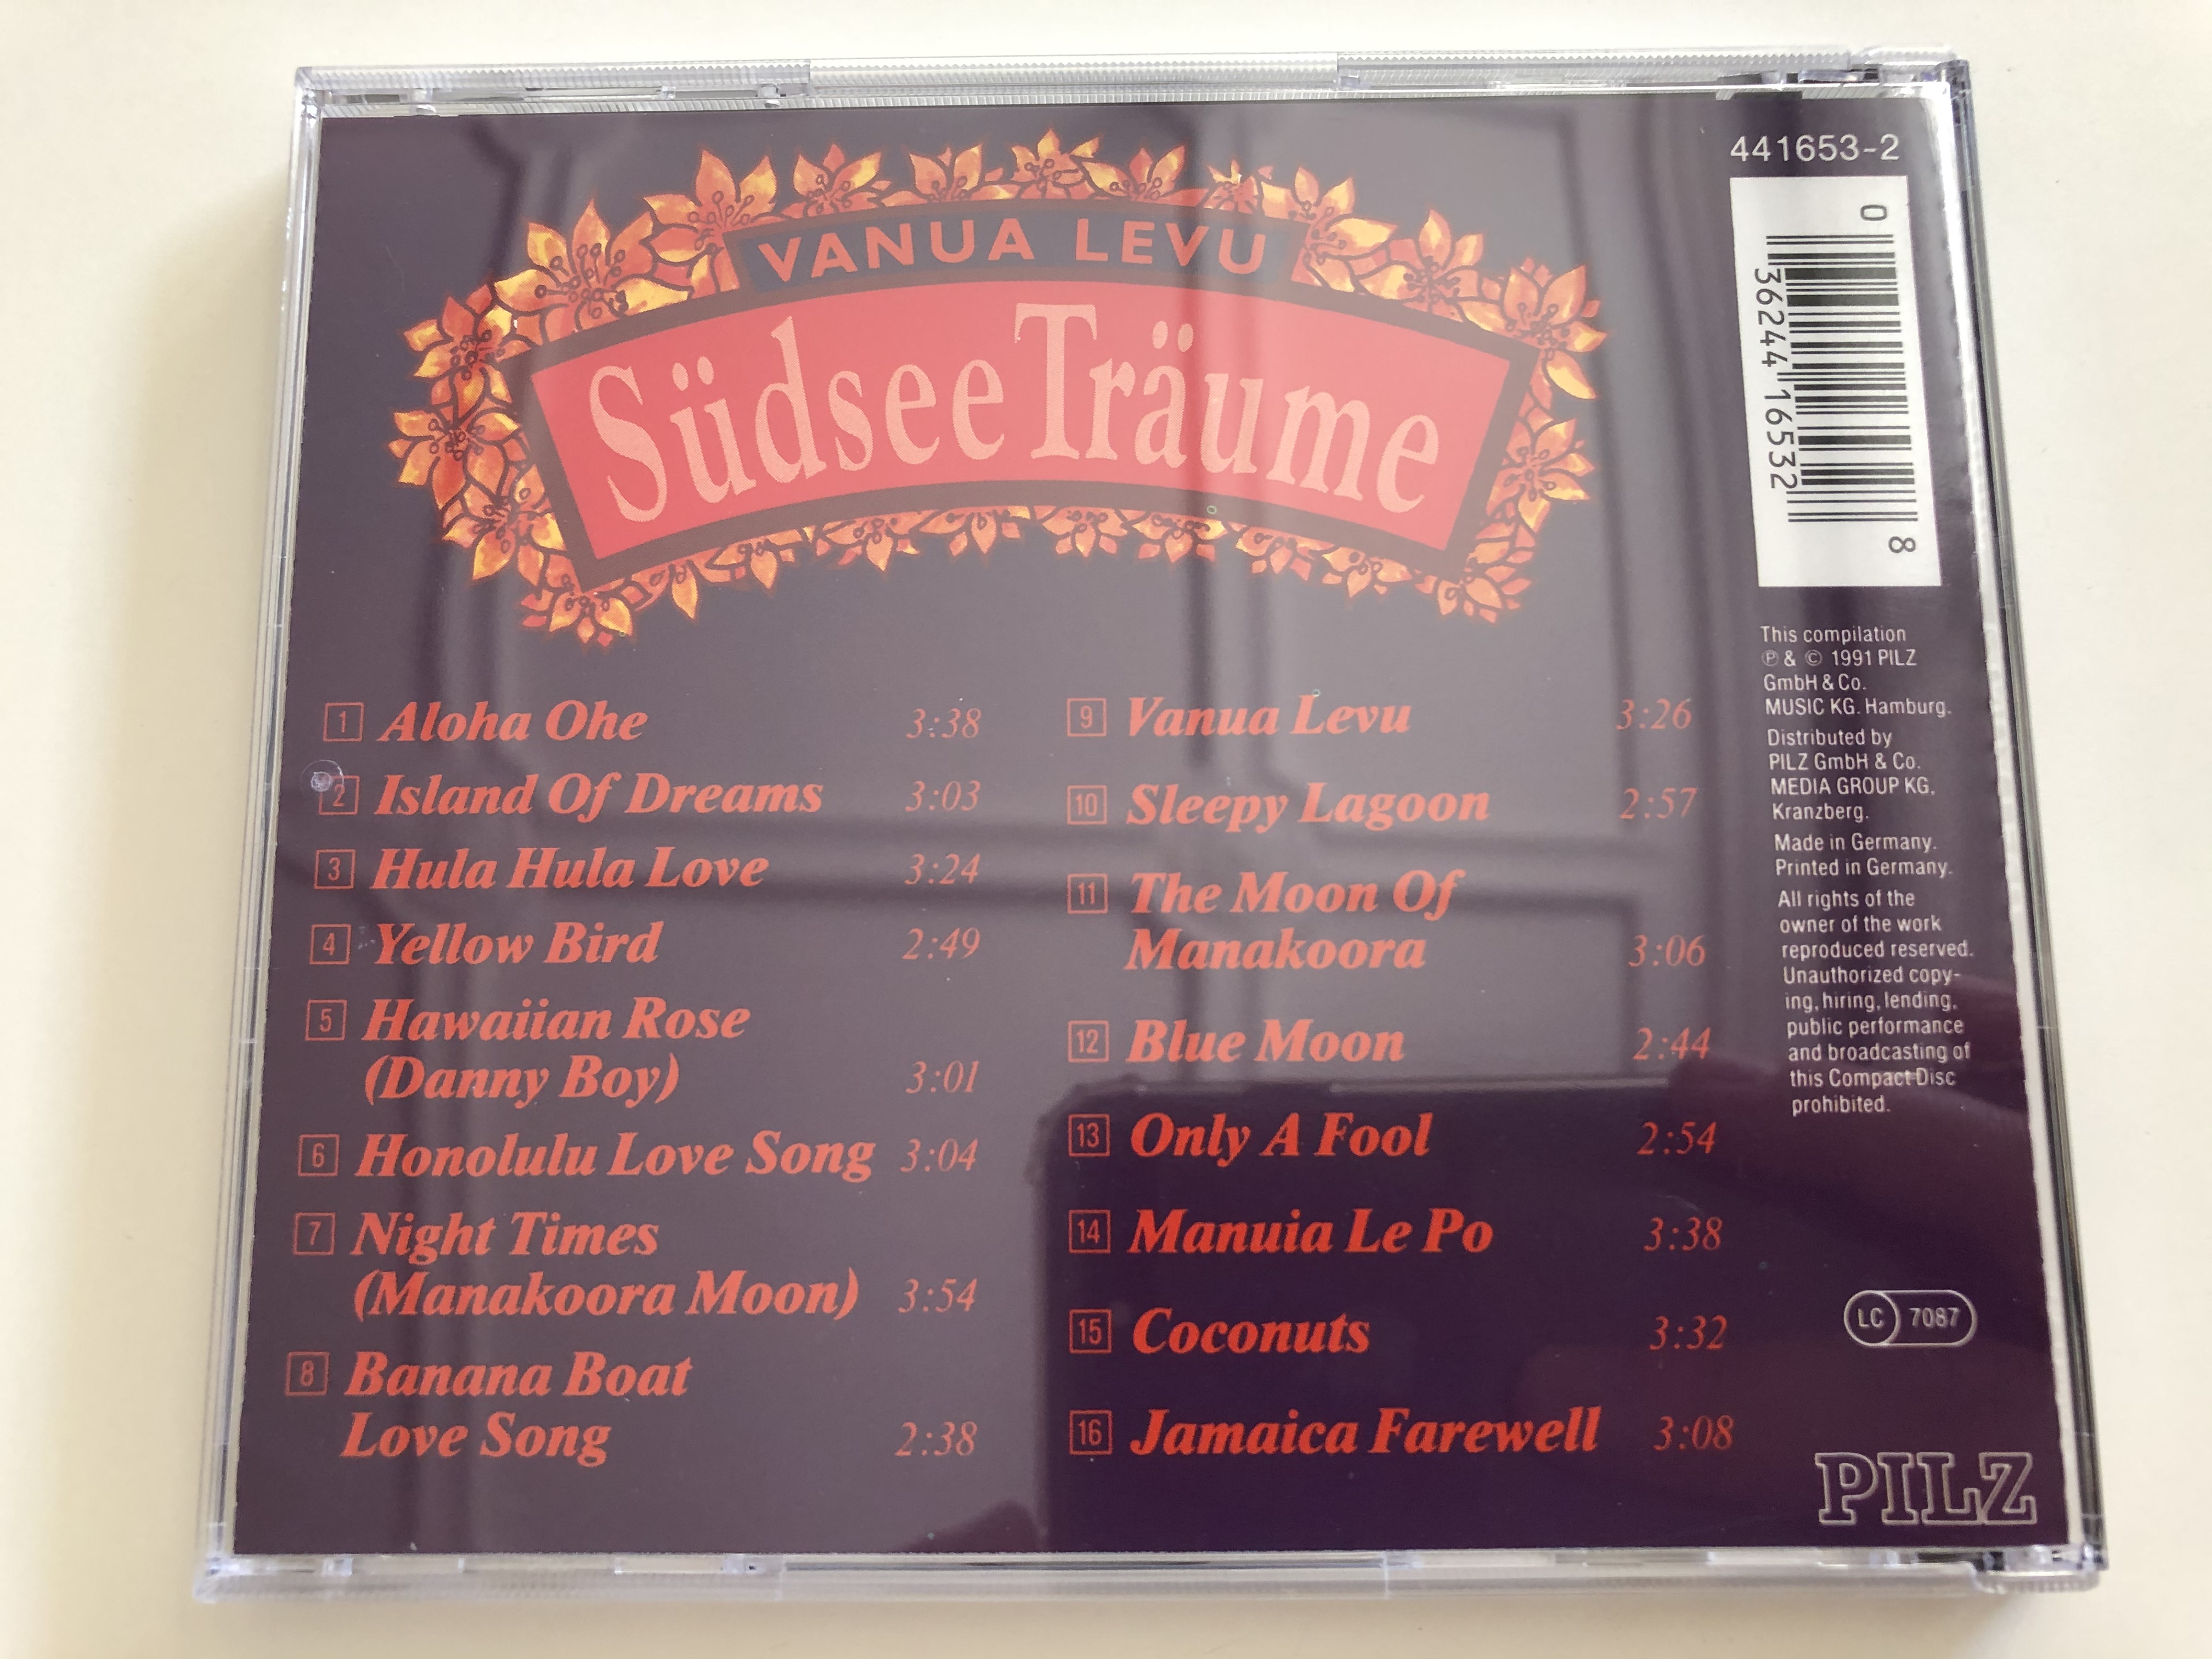 VANUA LEVU
Südsee Träume
1 Aloha Ohe 3:38
2 Island Of Dreams 3:03
3 Hula Hula Love 3:24
4 Yellow Bird 2:49
5 Hawaiian Rose
(Danny Boy) 3:01
6 Honolulu Love Song 3:04
7 Night Times
(Manakoora Moon) 3:54
8 Banana Boat
Love Song 2:38
9 Vanua Levu 3:26
10 Sleepy Lagoon 2:57
11 The Moon Of
Manakoora 3:06
12 Blue Moon 2:44
13 Only A Fool 2:54
14 Manuia Le Po 3:38
15 Coconuts 3:32
16 Jamaica Farewell 3:08
441653-2
0 36244 16532 8
This compilation
℗ & © 1991 PILZ
GmbH & Co.
MUSIC KG. Hamburg.
Distributed by
PILZ GmbH & Co.
MEDIA GROUP KG,
Kranzberg.
Made in Germany.
Printed in Germany.
All rights of the
owner of the work
reproduced reserved.
Unauthorized copy-
ing, hiring, lending,
public performance
and broadcasting of
this Compact Disc
prohibited.
LC 7087
PILZ